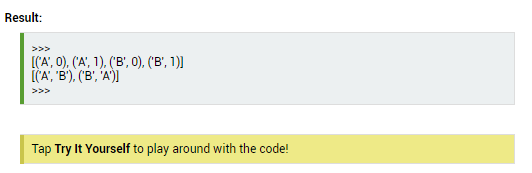 Result:
>>>
[('A', 0), ('A', 1), ('B', 0), ('B', 1)]
[('A', 'B'), ('B', 'A')]
>>>
Tap Try It Yourself to play around with the code!